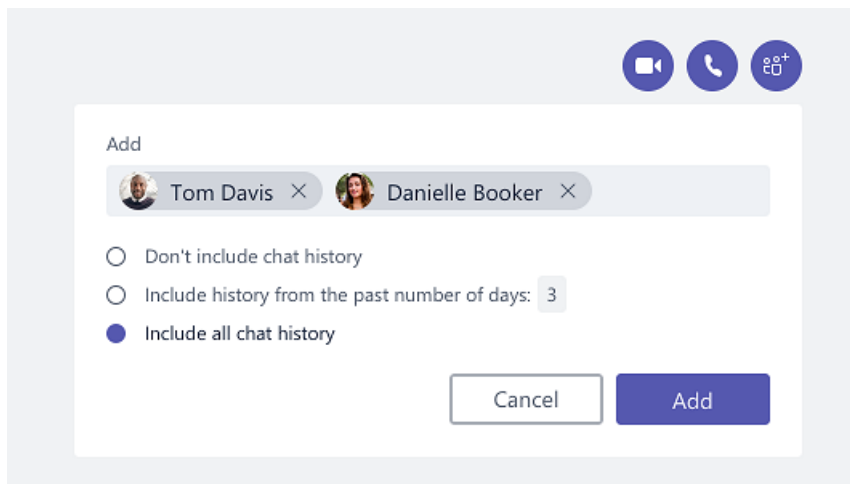 Add
Tom Davis Danielle Booker
Don't include chat history
Include history from the past number of days: 3
Include all chat history
Cancel Add